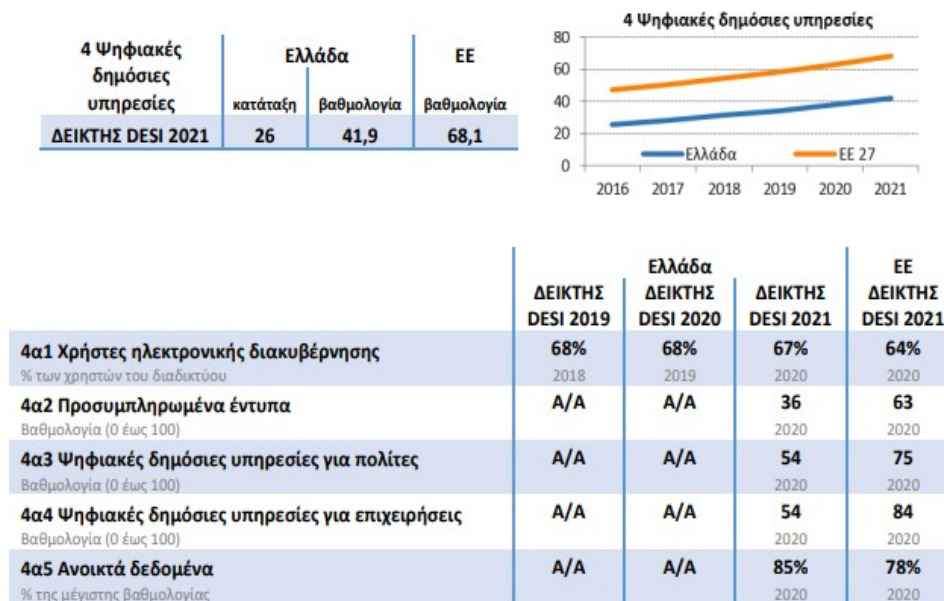 4 Ψηφιακές
δημόσιες
υπηρεσίες
Ελλάδα
ΕΕ
κατάταξη βαθμολογία βαθμολογία
ΔΕΙΚΤΗΣ DESI 2021 26 41,9 68,1
4 Ψηφιακές δημόσιες υπηρεσίες
80
60
40
20
0
Ελλάδα ΕΕ 27
2016 2017 2018 2019 2020 2021
Ελλάδα ΕΕ
ΔΕΙΚΤΗΣ ΔΕΙΚΤΗΣ ΔΕΙΚΤΗΣ ΔΕΙΚΤΗΣ
DESI 2019 DESI 2020 DESI 2021 DESI 2021
4α1 Χρήστες ηλεκτρονικής διακυβέρνησης 68% 68% 67% 64%
% των χρηστών του διαδικτύου 2018 2019 2020 2020
4α2 Προσυμπληρωμένα έντυπα Α/Α Α/Α 36 63
Βαθμολογία (0 έως 100) 2020 2020
4α3 Ψηφιακές δημόσιες υπηρεσίες για πολίτες Α/Α Α/Α 54 75
Βαθμολογία (0 έως 100) 2020 2020
4α4 Ψηφιακές δημόσιες υπηρεσίες για επιχειρήσεις Α/Α Α/Α 54 84
Βαθμολογία (0 έως 100) 2020 2020
4α5 Ανοικτά δεδομένα Α/Α Α/Α 85% 78%
% της μέγιστης βαθμολογίας 2020 2020